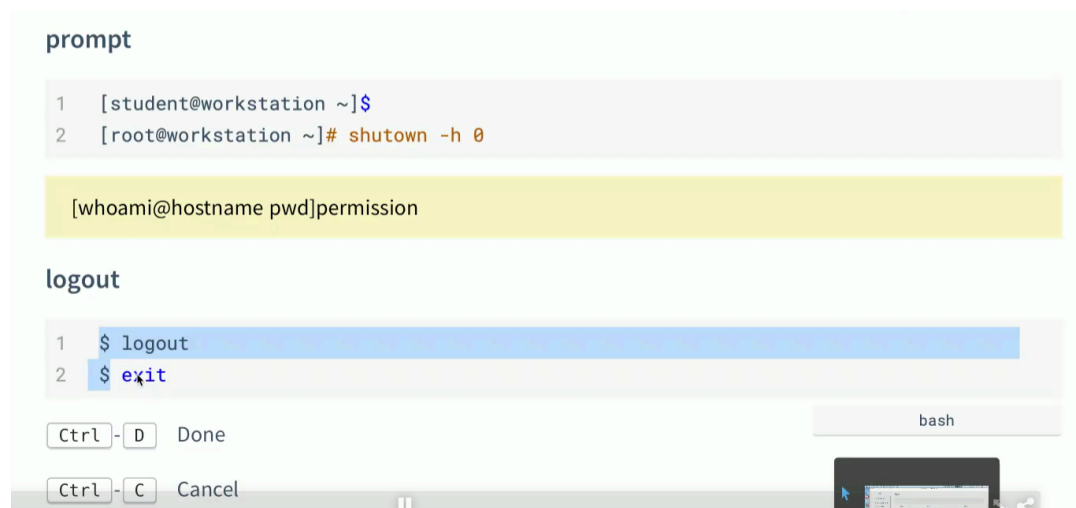 prompt
1 [student@workstation ~]$
2 [root@workstation ~]# shutown -h 0
[whoami@hostname pwd]permission
logout
1 $ logout
2 $ exit
Ctrl - D Done
bash
Ctrl - C Cancel